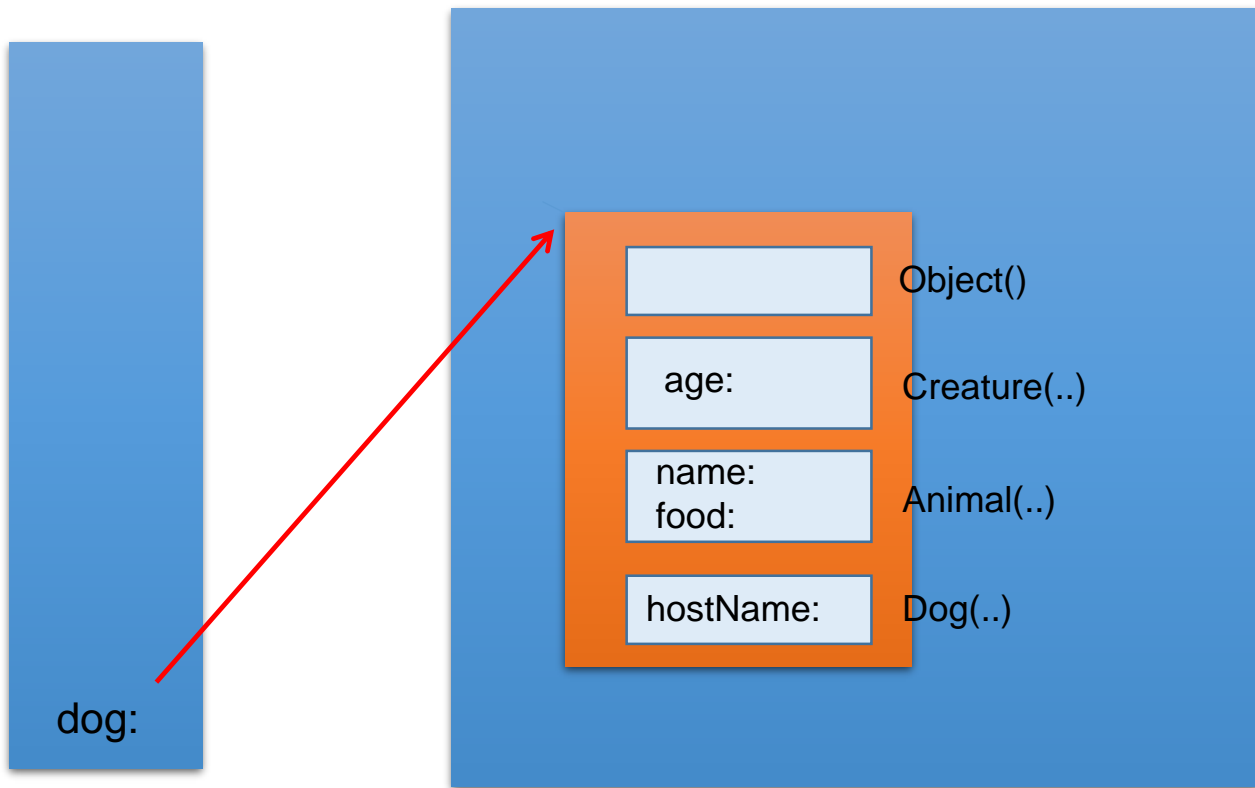 Object()
age:
Creature(..)
name:
food:
Animal(..)
hostName:
Dog(..)
dog: